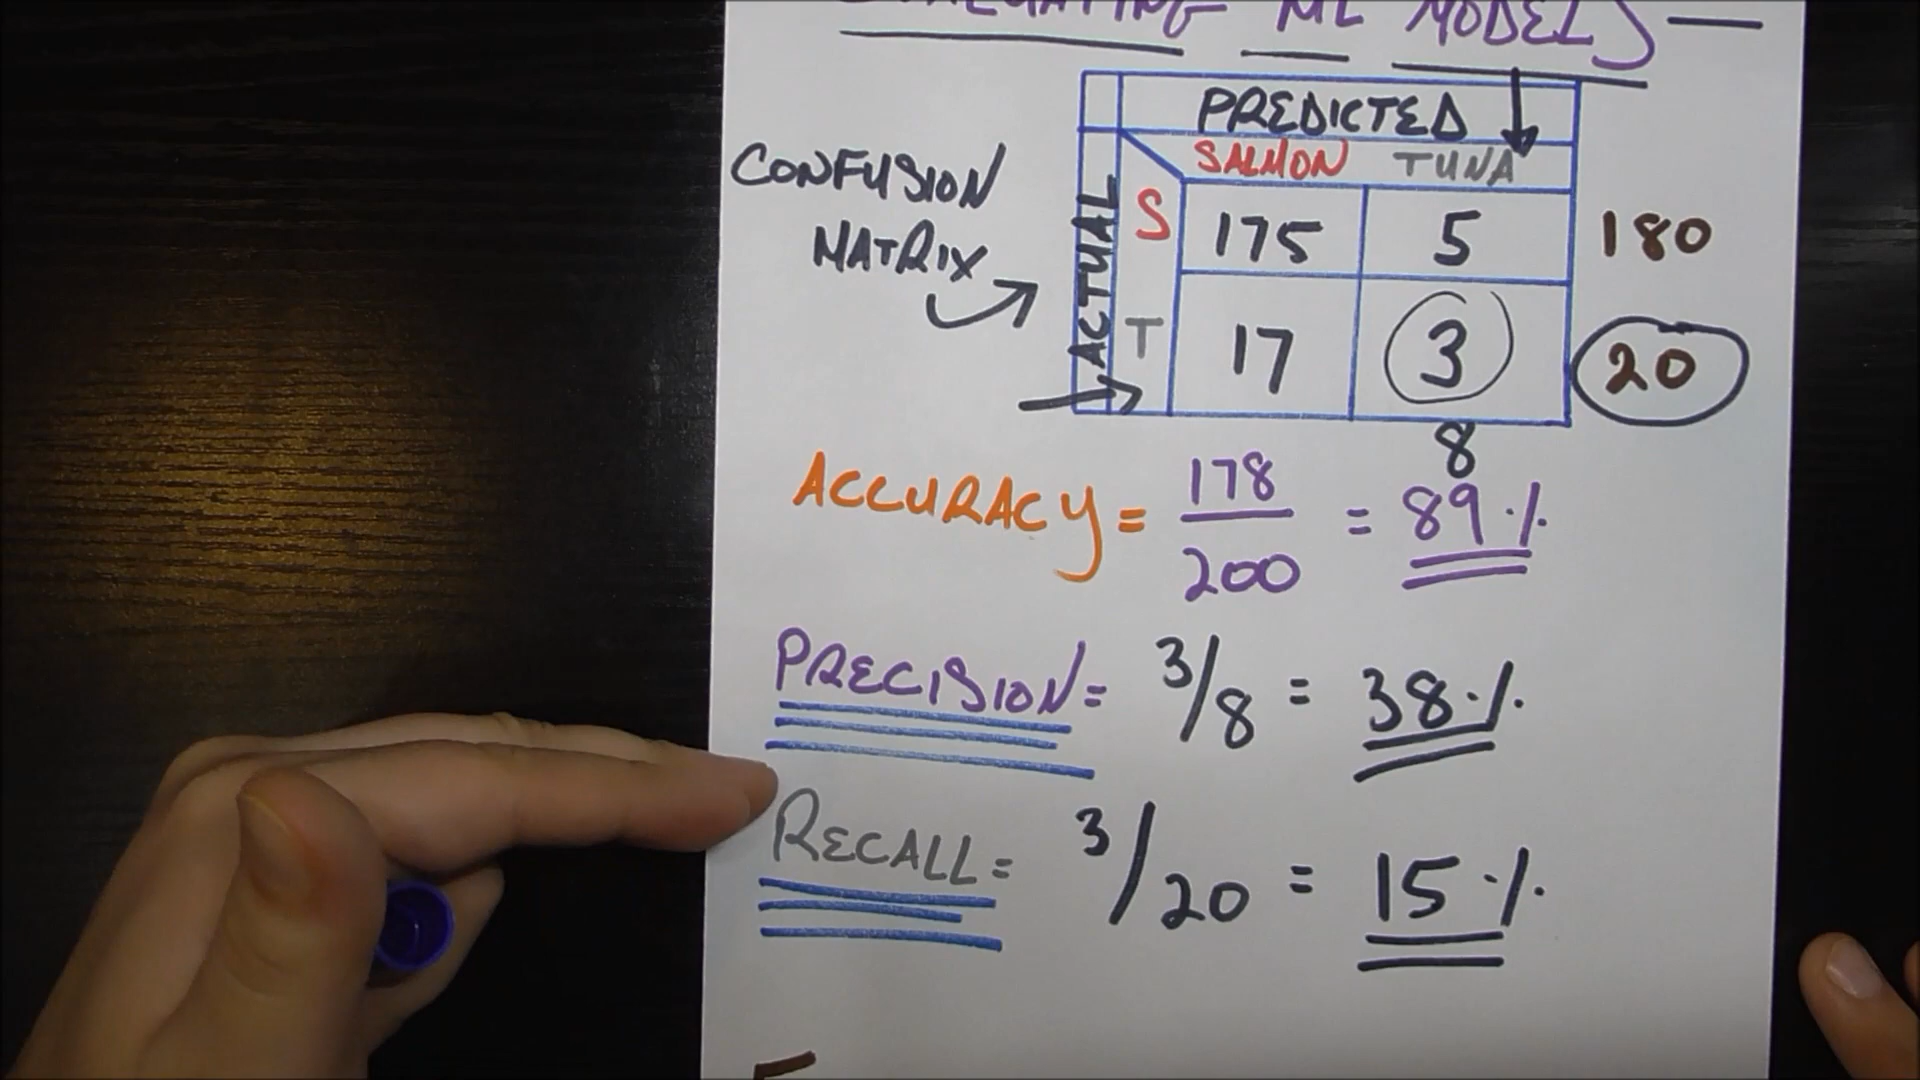 EVALUATING ML MODELS
PREDICTED
SALMON TUNA
CONFUSION
MATRIX
ACTUAL
S 175 5 180
T 17 3 20
8
ACCURACY = 178/200 = 89%
PRECISION = 3/8 = 38%
RECALL = 3/20 = 15%